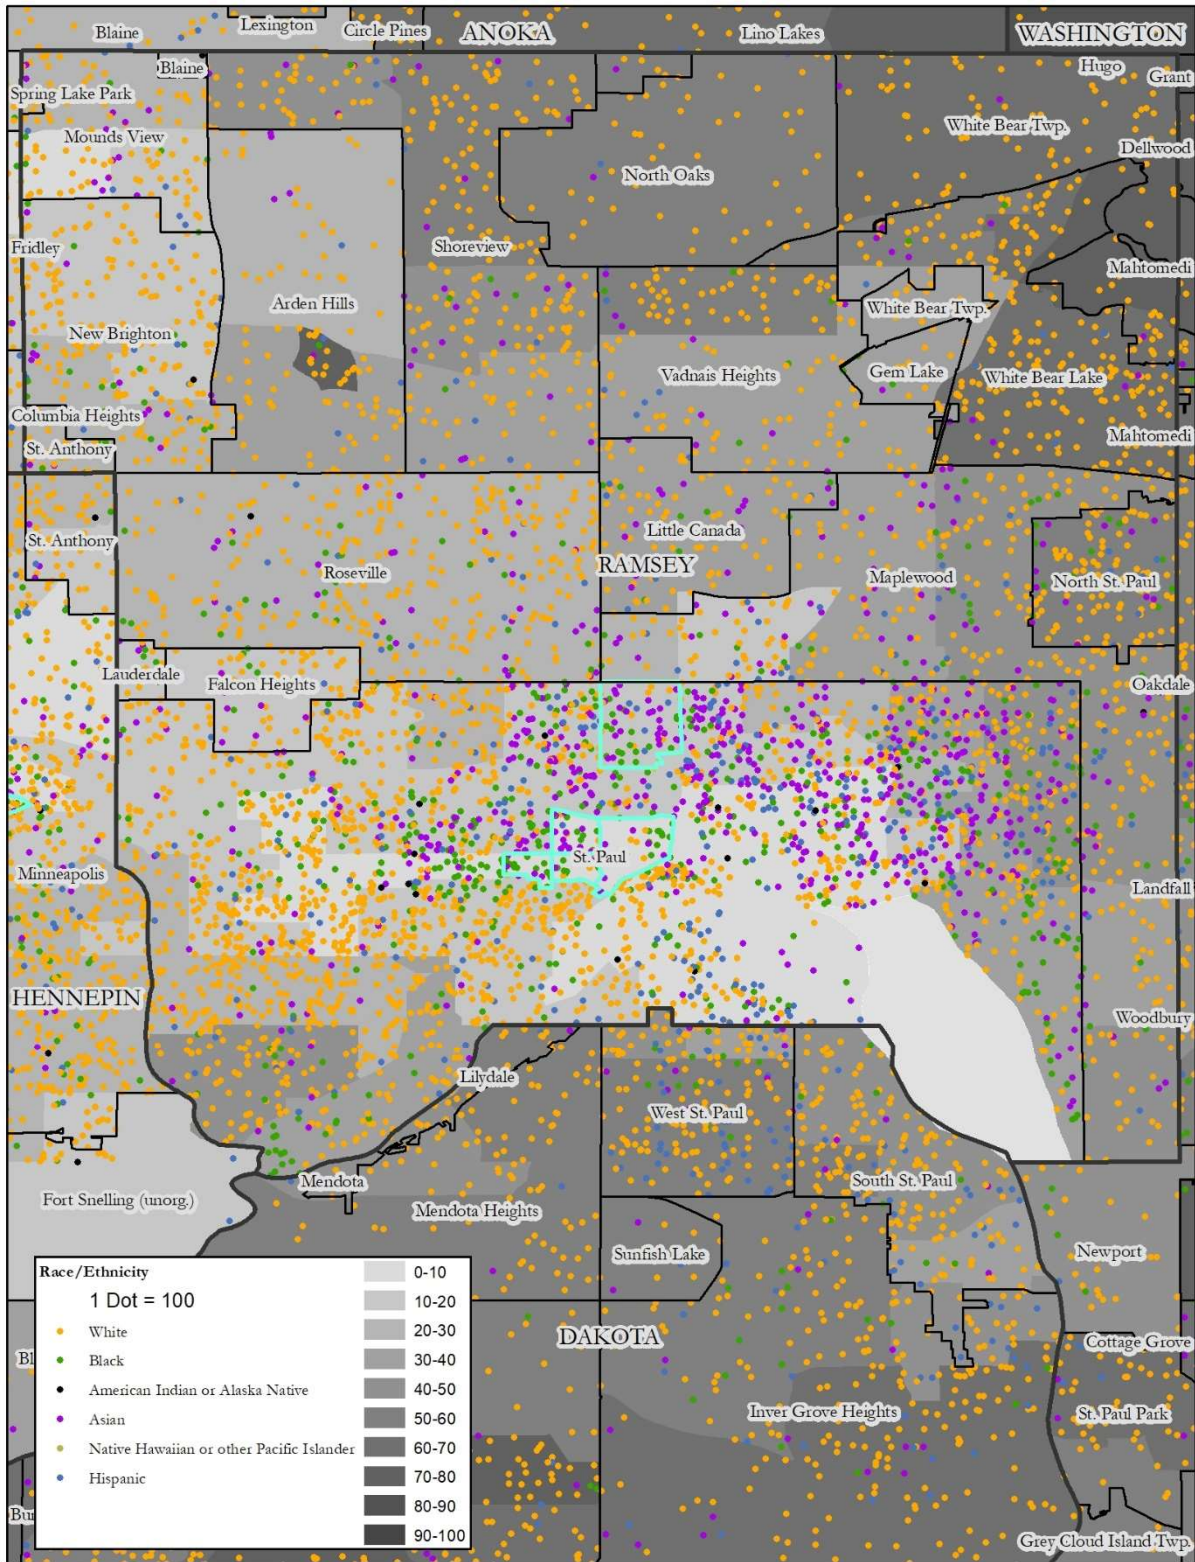 Blaine
Lexington
Circle Pines
ANOKA
Lino Lakes
WASHINGTON
Blaine
Hugo
Grant
Spring Lake Park
Mounds View
White Bear Twp.
Dellwood
North Oaks
Fridley
Shoreview
Mahtomedi
Arden Hills
White Bear Twp.
New Brighton
Vadnais Heights
Gem Lake
White Bear Lake
Columbia Heights
Mahtomedi
St. Anthony
St. Anthony
Little Canada
Roseville
RAMSEY
Maplewood
North St. Paul
Lauderdale
Falcon Heights
Oakdale
St. Paul
Minneapolis
Landfall
HENNEPIN
Woodbury
Lilydale
West St. Paul
Mendota
South St. Paul
Fort Snelling (unorg.)
Mendota Heights
Sunfish Lake
Newport
Race/Ethnicity
1 Dot = 100
White
Black
American Indian or Alaska Native
Asian
Native Hawaiian or other Pacific Islander
Hispanic
0-10
10-20
20-30
30-40
40-50
50-60
60-70
70-80
80-90
90-100
DAKOTA
Cottage Grove
Bl
Inver Grove Heights
St. Paul Park
Bu
Grey Cloud Island Twp.